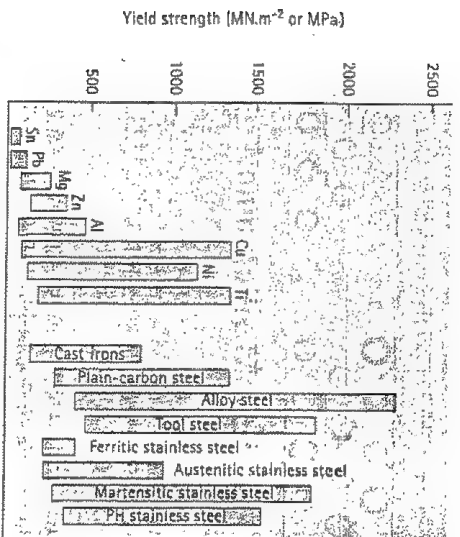 Yield strength (MN.m-2 or MPa)
500
1000
1500
2000
2500
Sn
Pb
Mg
Zn
Al
Cu
Ni
Ti
Cast irons
Plain-carbon steel
Alloy steel
Tool steel
Ferritic stainless steel
Austenitic stainless steel
Martensitic stainless steel
PH stainless steel